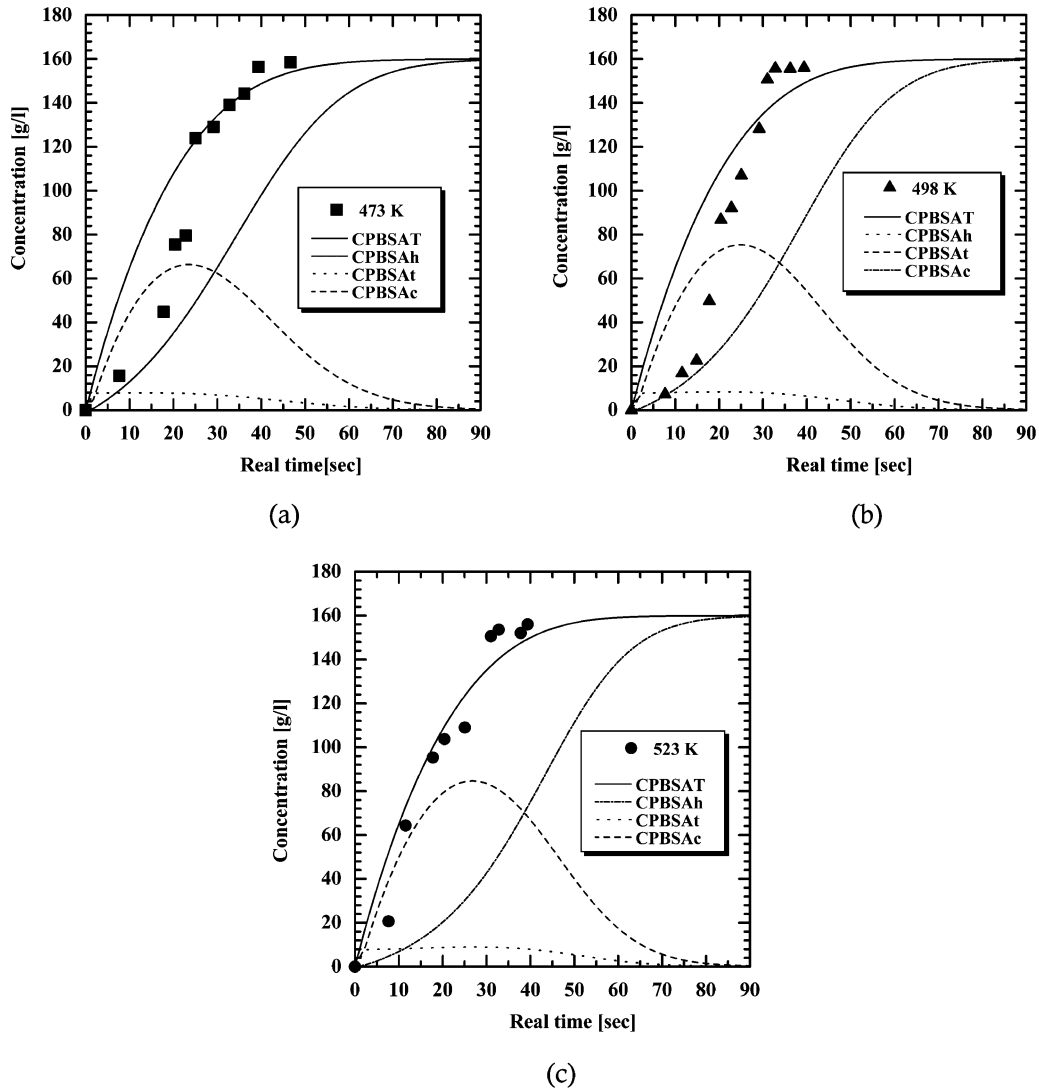 180
160
140
120
100
80
60
40
20
0
Concentration [g/l]
473 K
CPBSAT
CPBSAh
CPBSAt
CPBSAc
0 10 20 30 40 50 60 70 80 90
Real time[sec]
(a)
180
160
140
120
100
80
60
40
20
0
Concentration [g/l]
498 K
CPBSAT
CPBSAh
CPBSAt
CPBSAc
0 10 20 30 40 50 60 70 80 90
Real time [sec]
(b)
180
160
140
120
100
80
60
40
20
0
Concentration [g/l]
523 K
CPBSAT
CPBSAh
CPBSAt
CPBSAc
0 10 20 30 40 50 60 70 80 90
Real time [sec]
(c)